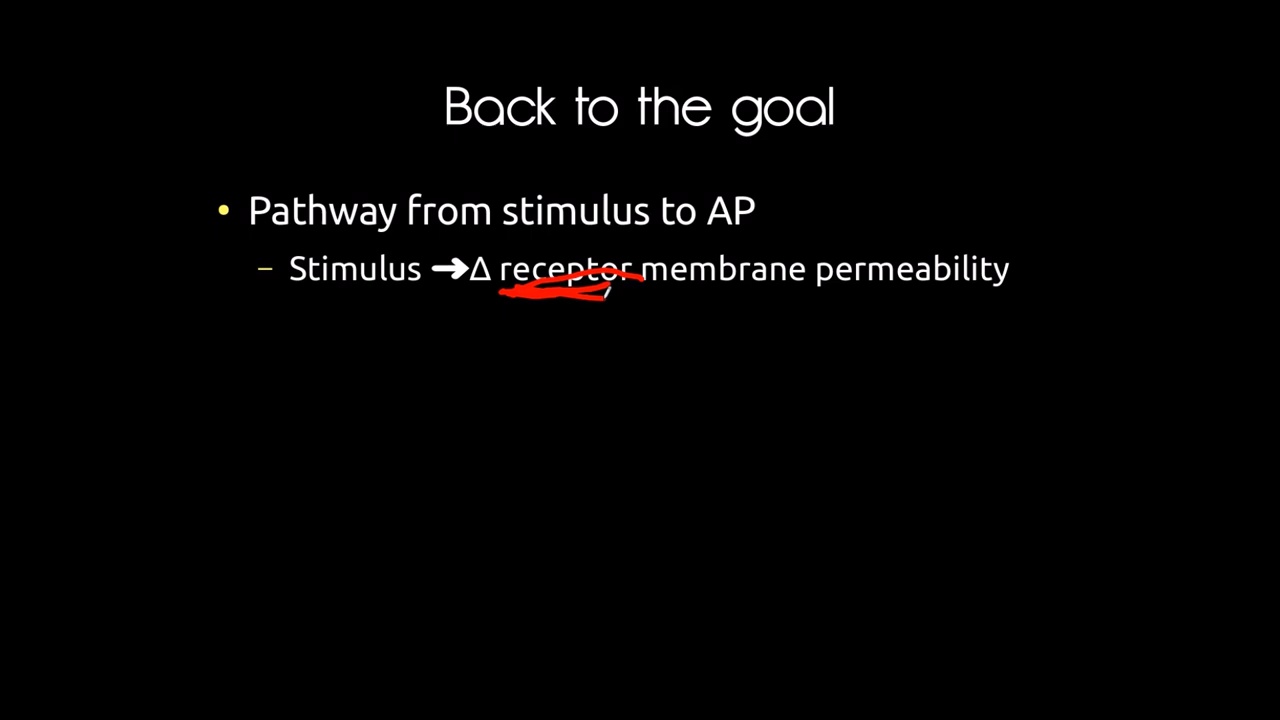 Back to the goal
• Pathway from stimulus to AP
– Stimulus ➜Δ receptor membrane permeability